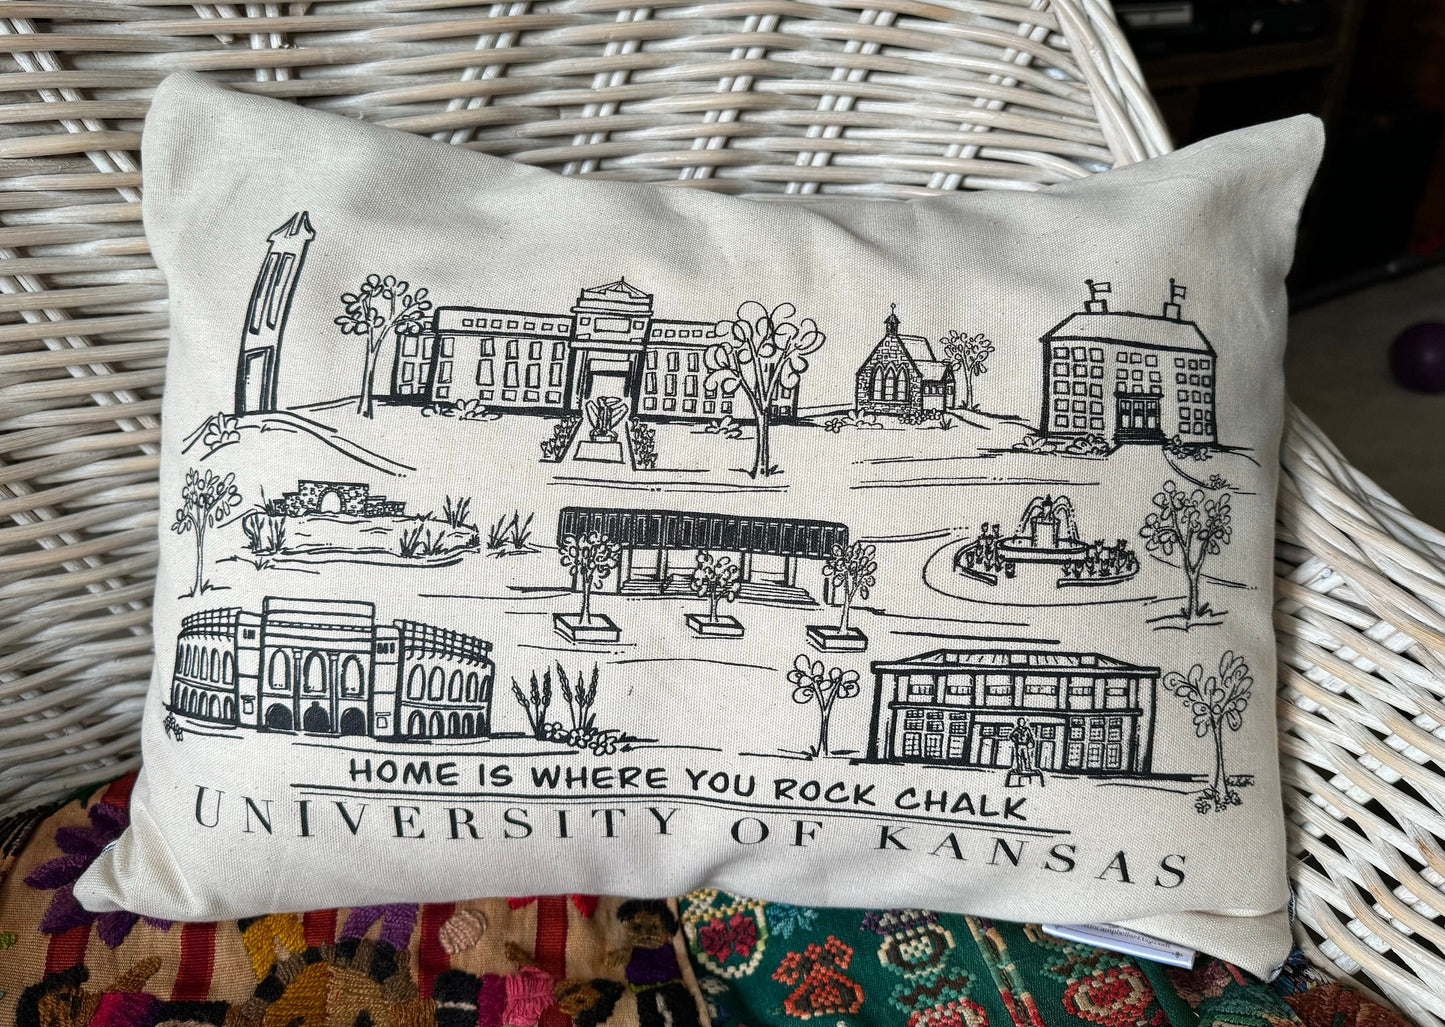 HOME IS WHERE YOU ROCK CHALK
UNIVERSITY OF KANSAS